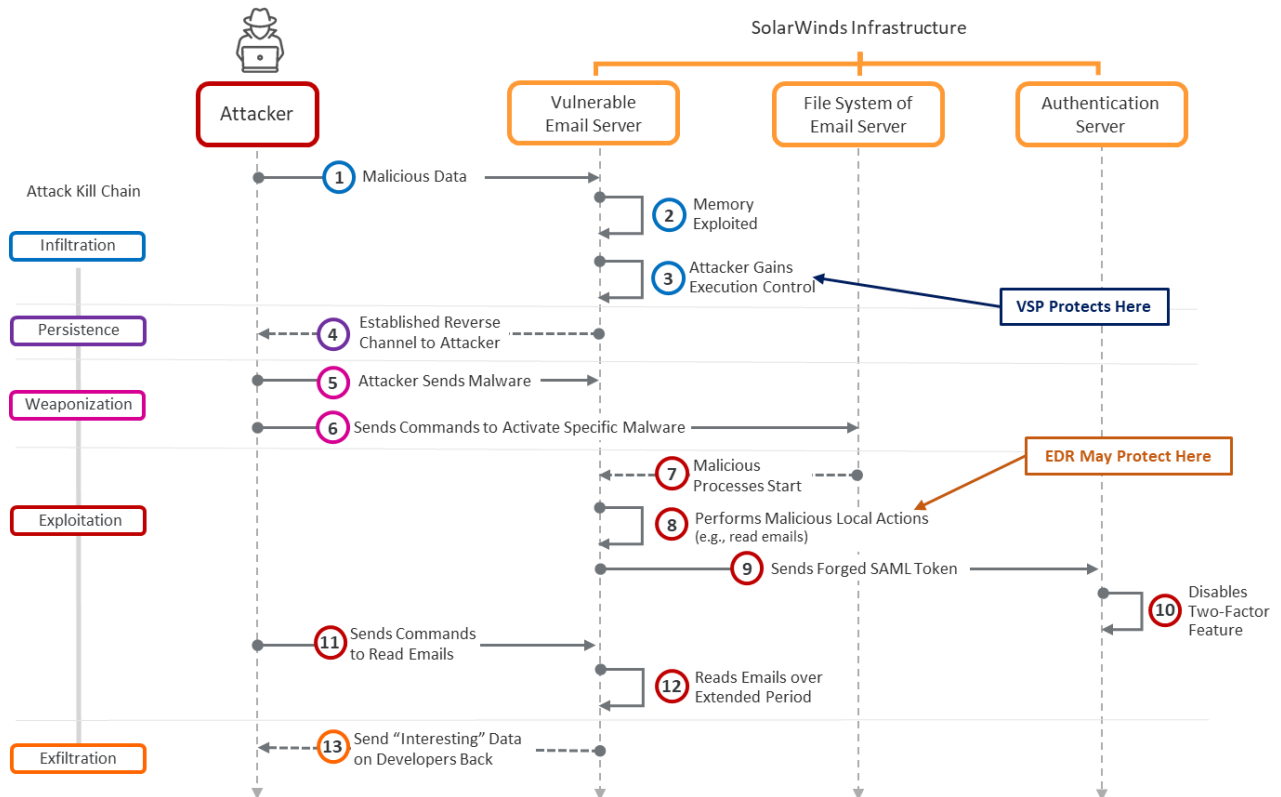 SolarWinds Infrastructure
Attacker
Vulnerable
Email Server
File System of
Email Server
Authentication
Server
Attack Kill Chain
1
Malicious Data
2
Memory
Exploited
Infiltration
3
Attacker Gains
Execution Control
VSP Protects Here
Persistence
4
Established Reverse
Channel to Attacker
5
Attacker Sends Malware
Weaponization
6
Sends Commands to Activate Specific Malware
EDR May Protect Here
7
Malicious
Processes Start
Exploitation
8
Performs Malicious Local Actions
(e.g., read emails)
9
Sends Forged SAML Token
10
Disables
Two-Factor
Feature
11
Sends Commands
to Read Emails
12
Reads Emails over
Extended Period
Exfiltration
13
Send “Interesting” Data
on Developers Back